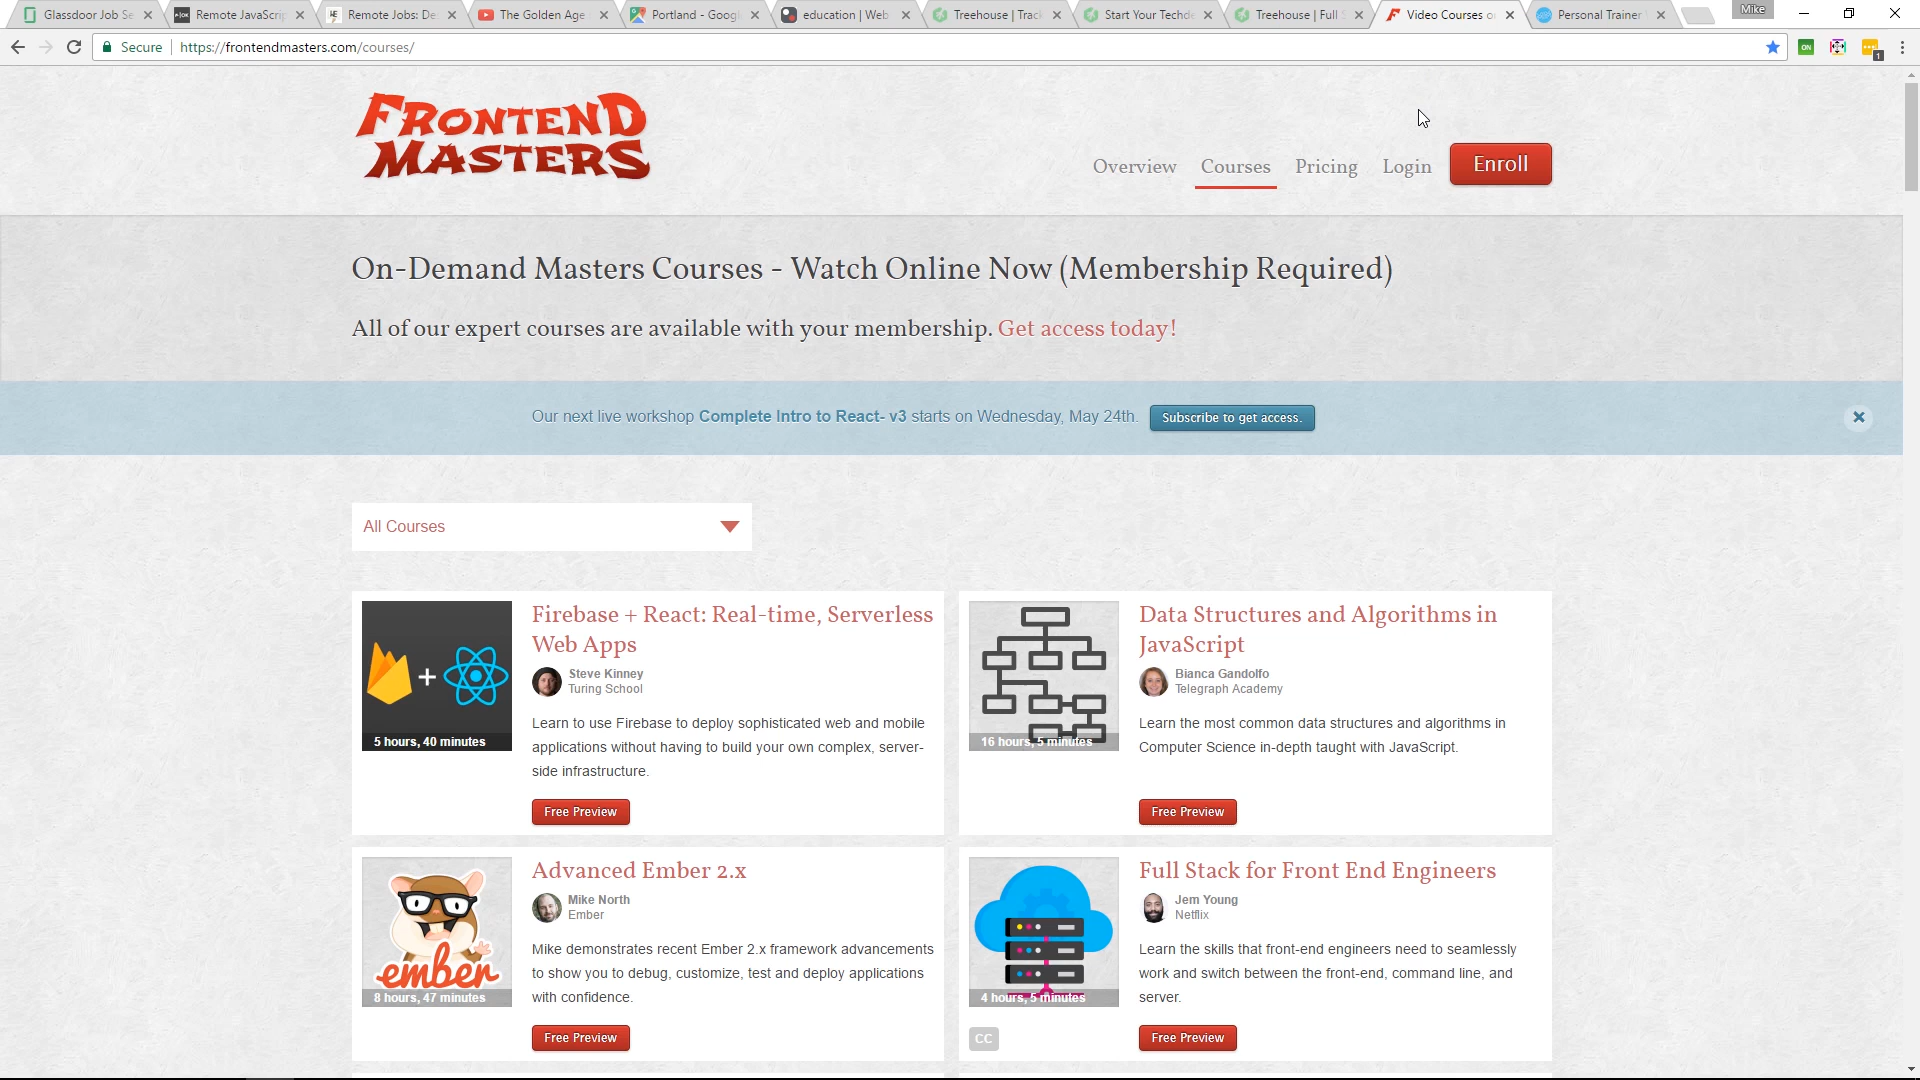 Glassdoor Job Se
Remote JavaScrip
Remote Jobs: De
The Golden Age
Portland - Googl
education | Web
Treehouse | Trac
Start Your Techde
Treehouse | Full S
Video Courses o
Personal Trainer
Mike
Secure
https://frontendmasters.com/courses/
ON
1
FRONTEND
MASTERS
Overview
Courses
Pricing
Login
Enroll
On-Demand Masters Courses - Watch Online Now (Membership Required)
All of our expert courses are available with your membership. Get access today!
Our next live workshop Complete Intro to React- v3 starts on Wednesday, May 24th.
Subscribe to get access.
All Courses
Firebase + React: Real-time, Serverless
Web Apps
Steve Kinney
Turing School
Learn to use Firebase to deploy sophisticated web and mobile
applications without having to build your own complex, server-
side infrastructure.
5 hours, 40 minutes
Free Preview
Data Structures and Algorithms in
JavaScript
Bianca Gandolfo
Telegraph Academy
Learn the most common data structures and algorithms in
Computer Science in-depth taught with JavaScript.
16 hours, 5 minutes
Free Preview
Advanced Ember 2.x
Mike North
Ember
Mike demonstrates recent Ember 2.x framework advancements
to show you to debug, customize, test and deploy applications
with confidence.
ember
8 hours, 47 minutes
Free Preview
Full Stack for Front End Engineers
Jem Young
Netflix
Learn the skills that front-end engineers need to seamlessly
work and switch between the front-end, command line, and
server.
4 hours, 5 minutes
CC
Free Preview